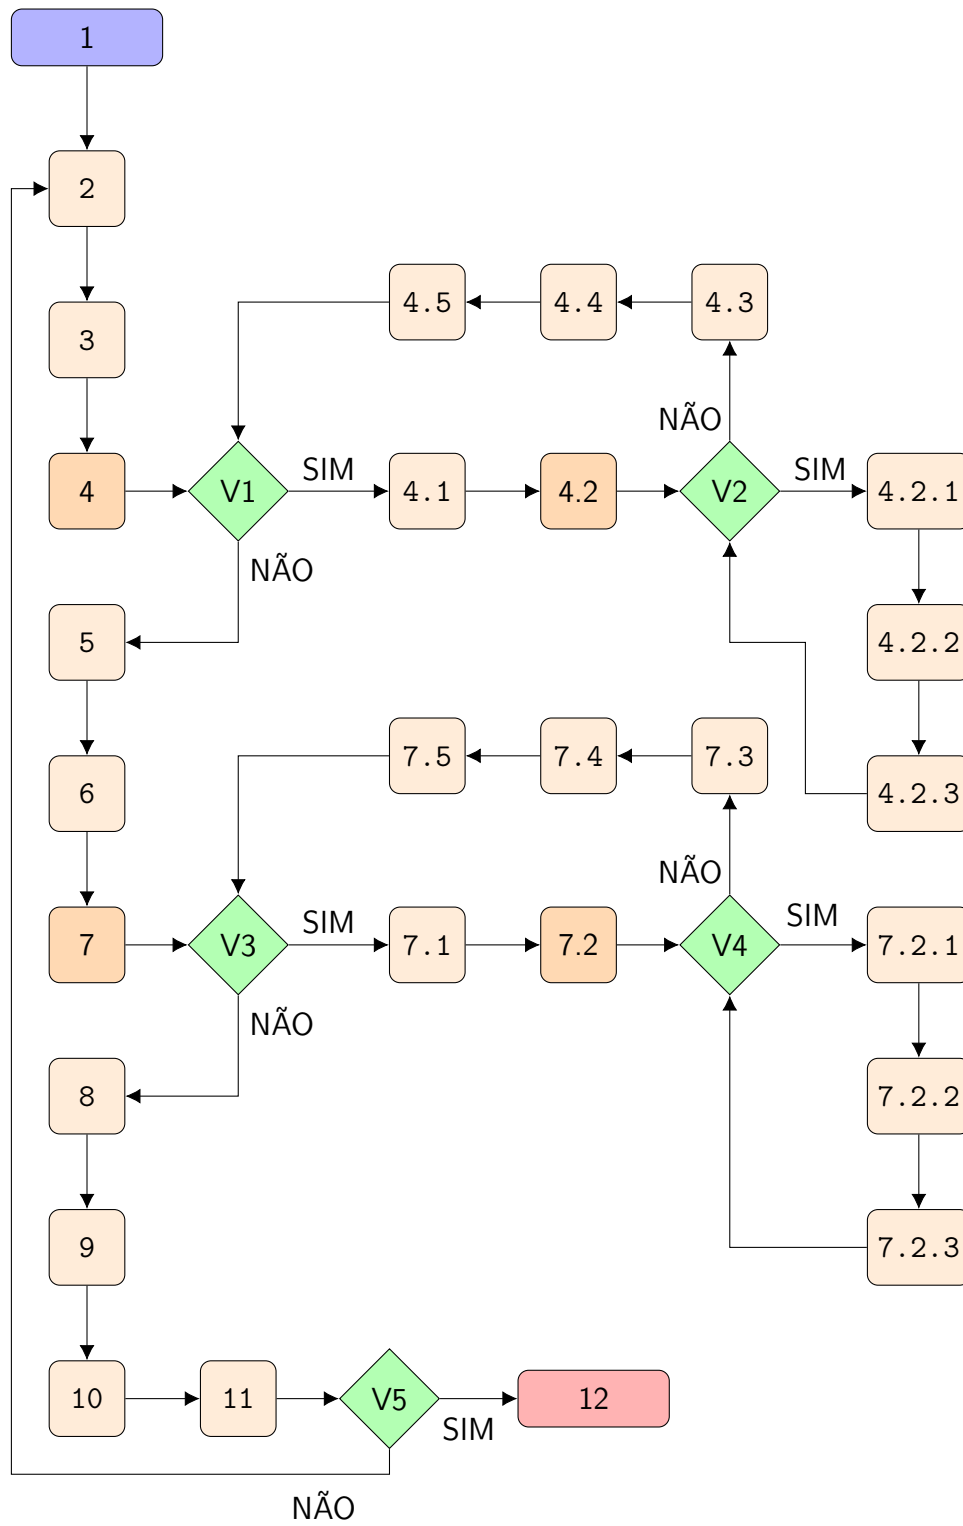 1
2
3
4.5 4.4 4.3
NÃO
4 V1 SIM 4.1 4.2 V2 SIM 4.2.1
NÃO
5 4.2.2
6 7.5 7.4 7.3 4.2.3
NÃO
7 V3 SIM 7.1 7.2 V4 SIM 7.2.1
NÃO
8 7.2.2
9 7.2.3
10 11 V5 SIM 12
NÃO